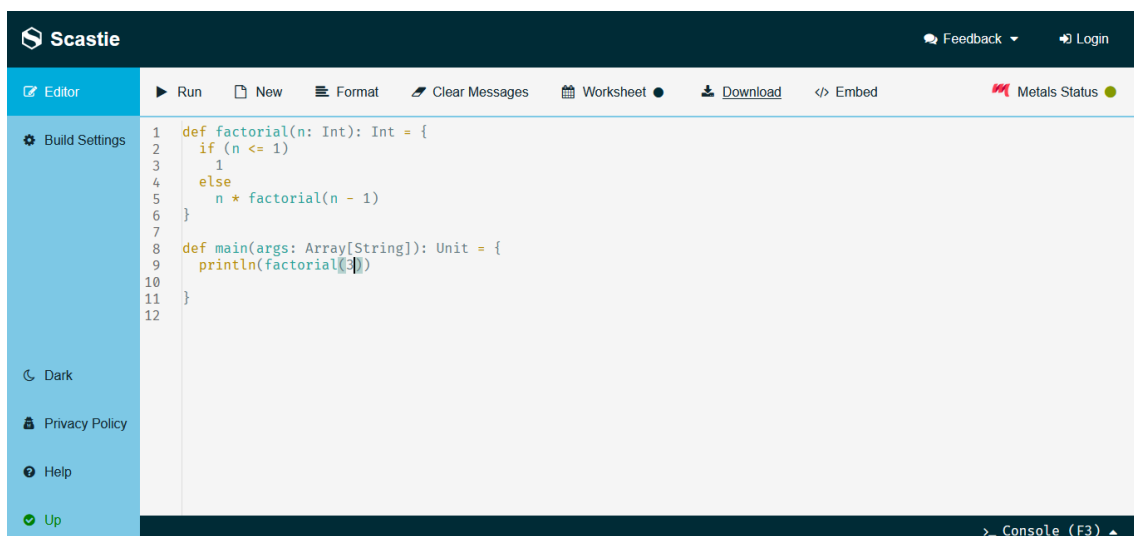 Scastie
Feedback
Login
Editor
Run
New
Format
Clear Messages
Worksheet
Download
</> Embed
Metals Status
Build Settings
1 def factorial(n: Int): Int = {
2   if (n <= 1)
3     1
4   else
5     n * factorial(n - 1)
6 }
7
8 def main(args: Array[String]): Unit = {
9   println(factorial(3))
10
11 }
12
Dark
Privacy Policy
Help
Up
>_ Console (F3)